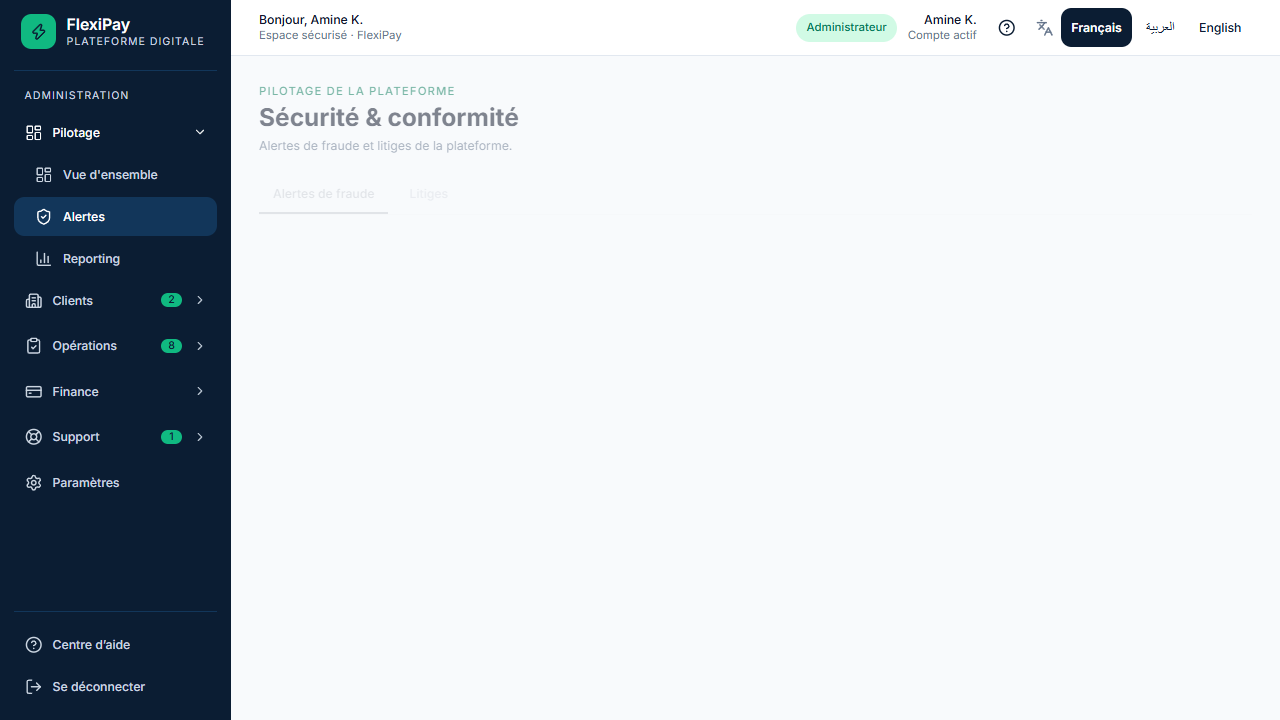 FlexiPay
PLATEFORME DIGITALE
ADMINISTRATION
Pilotage
Vue d'ensemble
Alertes
Reporting
Clients 2
Opérations 8
Finance
Support 1
Paramètres
Centre d’aide
Se déconnecter
Bonjour, Amine K.
Espace sécurisé · FlexiPay
Administrateur
Amine K.
Compte actif
Français
العربية
English
PILOTAGE DE LA PLATEFORME
Sécurité & conformité
Alertes de fraude et litiges de la plateforme.
Alertes de fraude
Litiges